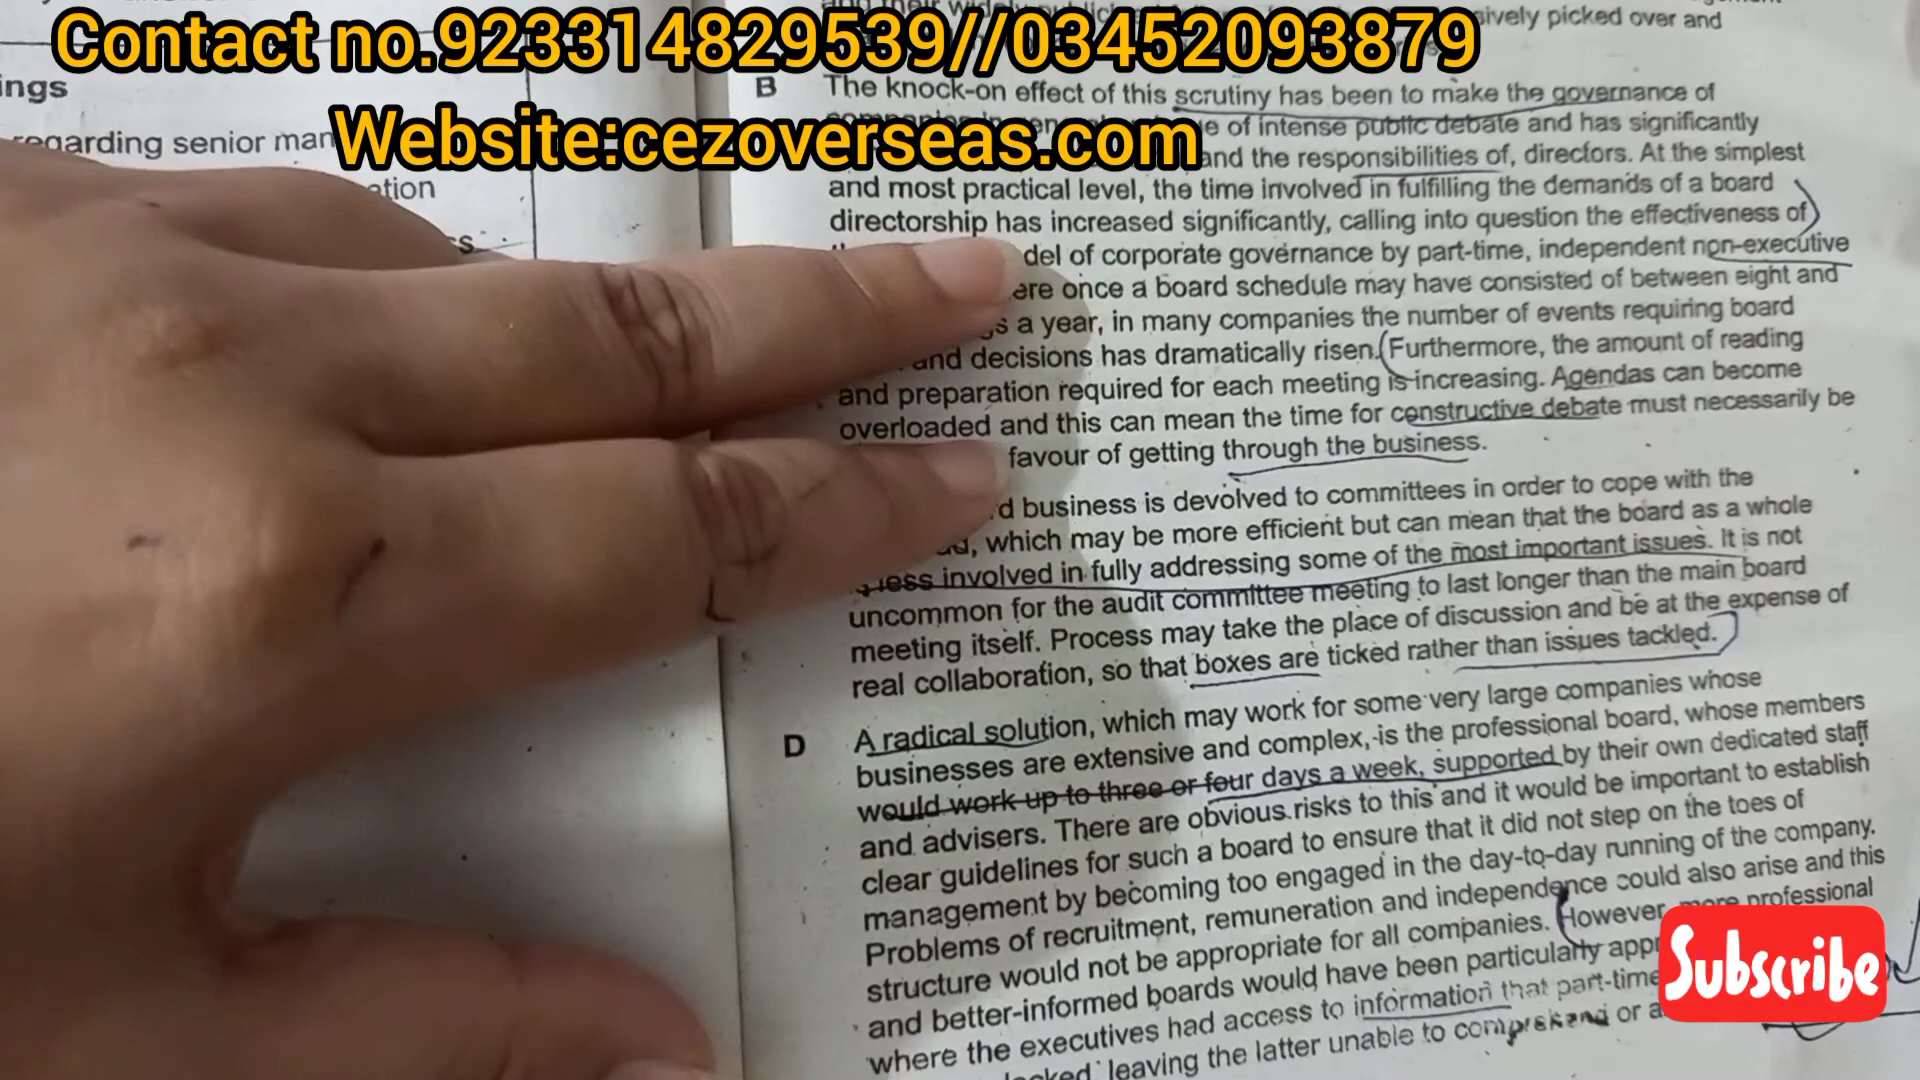 Contact no.923314829539//03452093879
Website:cezoverseas.com
ings
regarding senior man
ation
sively picked over and
B The knock-on effect of this scrutiny has been to make the governance of
e of intense public debate and has significantly
and the responsibilities of, directors. At the simplest
and most practical level, the time involved in fulfilling the demands of a board
directorship has increased significantly, calling into question the effectiveness of
del of corporate governance by part-time, independent non-executive
ere once a board schedule may have consisted of between eight and
s a year, in many companies the number of events requiring board
and decisions has dramatically risen. Furthermore, the amount of reading
and preparation required for each meeting is increasing. Agendas can become
overloaded and this can mean the time for constructive debate must necessarily be
favour of getting through the business.
d business is devolved to committees in order to cope with the
ad, which may be more efficient but can mean that the board as a whole
less involved in fully addressing some of the most important issues. It is not
uncommon for the audit committee meeting to last longer than the main board
meeting itself. Process may take the place of discussion and be at the expense of
real collaboration, so that boxes are ticked rather than issues tackled.
D A radical solution, which may work for some very large companies whose
businesses are extensive and complex, is the professional board, whose members
would work up to three or four days a week, supported by their own dedicated staff
and advisers. There are obvious risks to this and it would be important to establish
clear guidelines for such a board to ensure that it did not step on the toes of
management by becoming too engaged in the day-to-day running of the company.
Problems of recruitment, remuneration and independence could also arise and this
structure would not be appropriate for all companies. However, more professional
and better-informed boards would have been particularly appr
where the executives had access to information that part-time
leaving the latter unable to comprehend or a
Subscribe